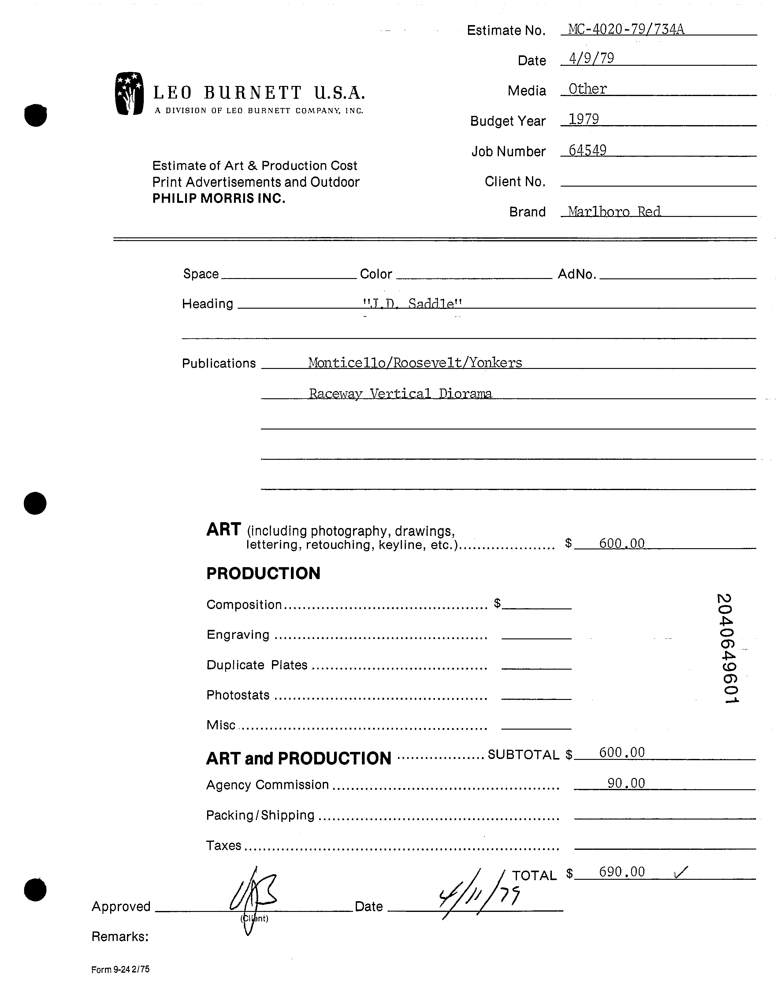 Estimate No. MC-4020-79/734A
Date 4/9/79
LEO BURNETT U.S.A.
A DIVISION OF LEO BURNETT COMPANY, INC.
Media Other
Budget Year 1979
Job Number 64549
Estimate of Art & Production Cost
Print Advertisements and Outdoor
PHILIP MORRIS INC.
Client No.
Brand Marlboro Red
Space Color AdNo.
Heading "J.D. Saddle"
Publications Monticello/Roosevelt/Yonkers
Raceway Vertical Diorama
ART (including photography, drawings,
lettering, retouching, keyline, etc.)..................... $ 600.00
PRODUCTION
Composition.............................................. $
Engraving ................................................
Duplicate Plates ........................................
Photostats ................................................
Misc ........................................................
ART and PRODUCTION .................. SUBTOTAL $ 600.00
Agency Commission ................................................... 90.00
Packing/Shipping ......................................................
Taxes ......................................................................
TOTAL $ 690.00 ✓
Approved Date 4/11/79
(Client)
Remarks:
Form 9-24 2/75
2040649601